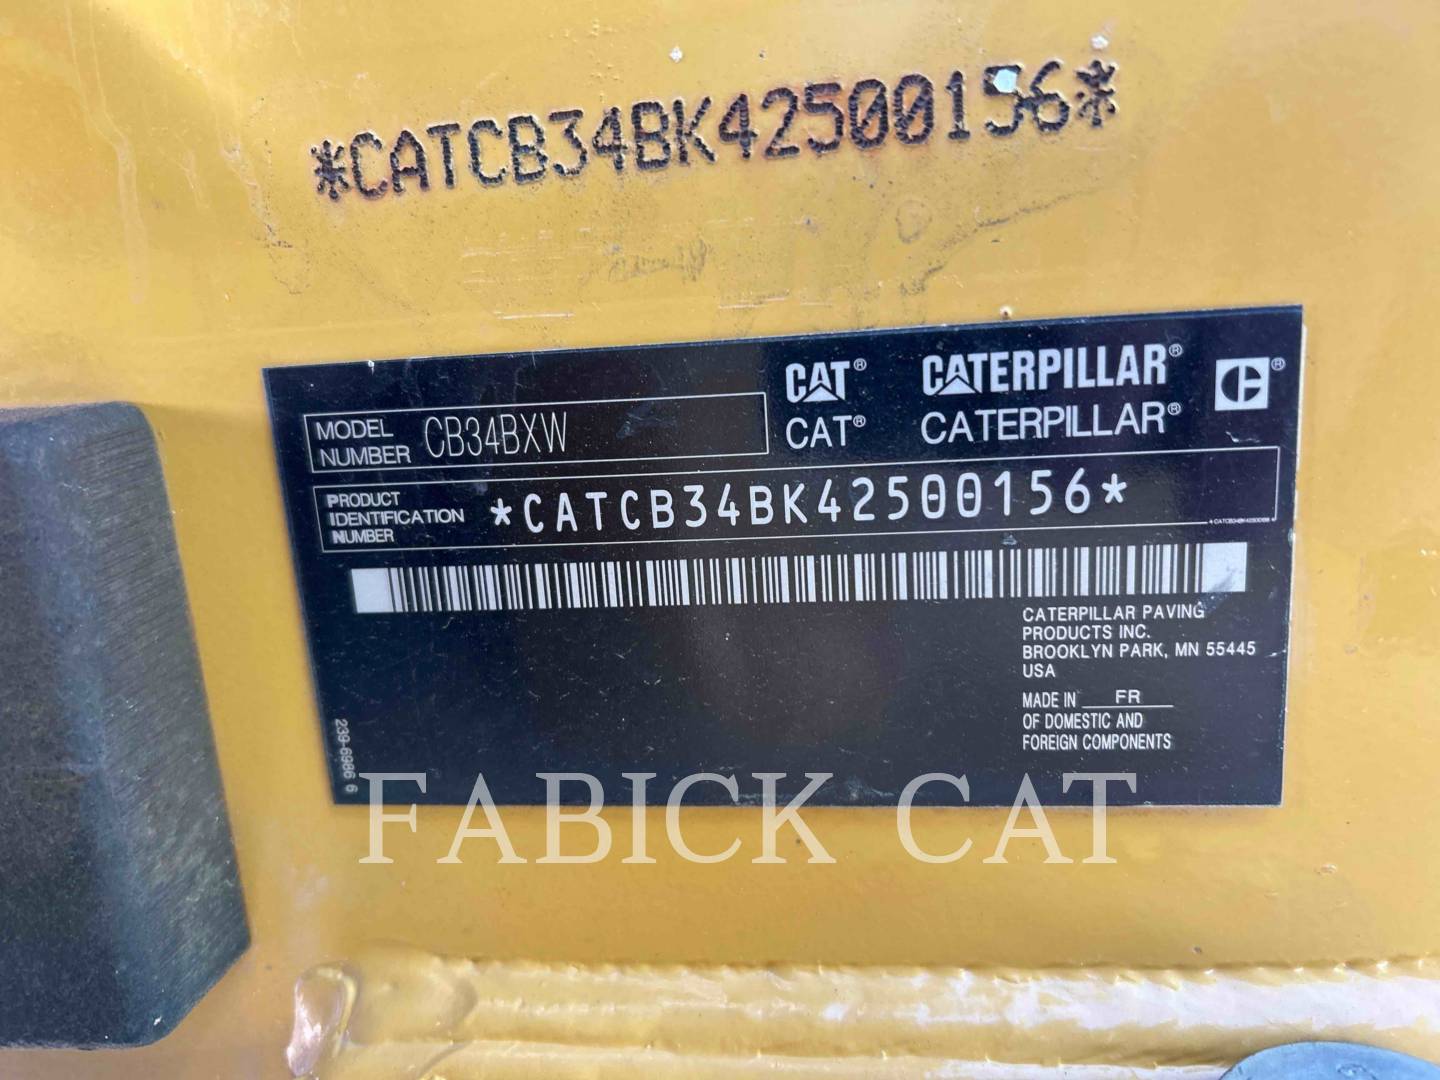 *CATCB34BK42500156*
CAT® CATERPILLAR® ®
CAT® CATERPILLAR®
MODEL NUMBER CB34BXW
PRODUCT IDENTIFICATION NUMBER *CATCB34BK42500156*
*CATCB34BK42500156*
CATERPILLAR PAVING
PRODUCTS INC.
BROOKLYN PARK, MN 55445
USA
MADE IN FR
OF DOMESTIC AND
FOREIGN COMPONENTS
239-6986 6
FABICK CAT